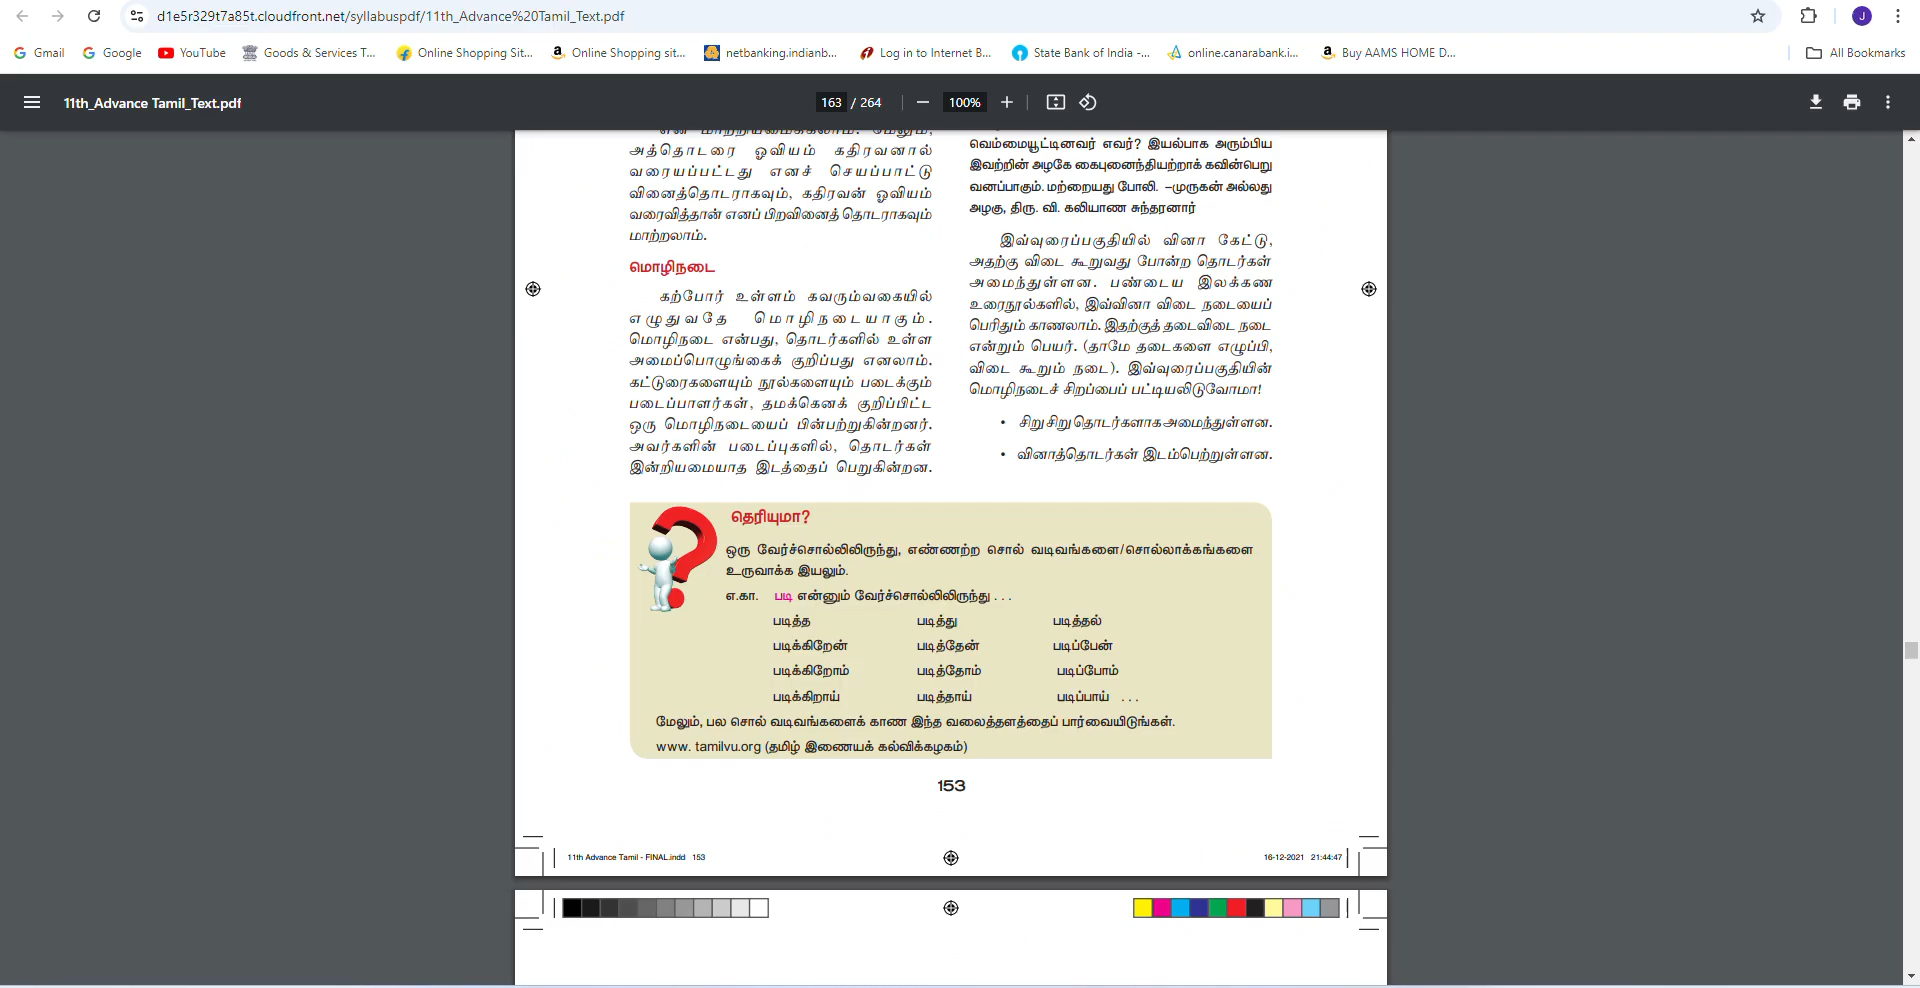 d1e5r329t7a85t.cloudfront.net/syllabuspdf/11th_Advance%20Tamil_Text.pdf
J
Gmail
Google
YouTube
Goods & Services T...
Online Shopping Sit...
Online Shopping sit...
netbanking.indianb...
Log in to Internet B...
State Bank of India -...
online.canarabank.i...
Buy AAMS HOME D...
All Bookmarks
11th_Advance Tamil_Text.pdf
163 / 264
100%
என மாற்றியமைக்கலாம். மேலும்,
அத்தொடரை ஓவியம் கதிரவனால்
வரையப்பட்டது எனச் செயப்பாட்டு
வினைத்தொடராகவும், கதிரவன் ஓவியம்
வரைவித்தான் எனப் பிறவினைத் தொடராகவும்
மாற்றலாம்.
மொழிநடை
கற்போர் உள்ளம் கவரும்வகையில்
எழுதுவதே மொழிநடையாகும்.
மொழிநடை என்பது, தொடர்களில் உள்ள
அமைப்பொழுங்கைக் குறிப்பது எனலாம்.
கட்டுரைகளையும் நூல்களையும் படைக்கும்
படைப்பாளர்கள், தமக்கெனக் குறிப்பிட்ட
ஒரு மொழிநடையைப் பின்பற்றுகின்றனர்.
அவர்களின் படைப்புகளில், தொடர்கள்
இன்றியமையாத இடத்தைப் பெறுகின்றன.
வெம்மையூட்டினவர் எவர்? இயல்பாக அரும்பிய
இவற்றின் அழகே கைபுனைந்தியற்றாக் கவின்பெறு
வனப்பாகும். மற்றையது போலி. –முருகன் அல்லது
அழகு, திரு. வி. கலியாண சுந்தரனார்
இவ்வுரைப்பகுதியில் வினா கேட்டு,
அதற்கு விடை கூறுவது போன்ற தொடர்கள்
அமைந்துள்ளன. பண்டைய இலக்கண
உரைநூல்களில், இவ்வினா விடை நடையைப்
பெரிதும் காணலாம். இதற்குத் தடைவிடை நடை
என்றும் பெயர். (தாமே தடைகளை எழுப்பி,
விடை கூறும் நடை). இவ்வுரைப்பகுதியின்
மொழிநடைச் சிறப்பைப் பட்டியலிடுவோமா!
• சிறு சிறு தொடர்களாக அமைந்துள்ளன.
• வினாத்தொடர்கள் இடம்பெற்றுள்ளன.
தெரியுமா?
ஒரு வேர்ச்சொல்லிலிருந்து, எண்ணற்ற சொல் வடிவங்களை/சொல்லாக்கங்களை
உருவாக்க இயலும்.
எ.கா. படி என்னும் வேர்ச்சொல்லிலிருந்து . . .
படித்த படித்து படித்தல்
படிக்கிறேன் படித்தேன் படிப்பேன்
படிக்கிறோம் படித்தோம் படிப்போம்
படிக்கிறாய் படித்தாய் படிப்பாய் . . .
மேலும், பல சொல் வடிவங்களைக் காண இந்த வலைத்தளத்தைப் பார்வையிடுங்கள்.
www. tamilvu.org (தமிழ் இணையக் கல்விக்கழகம்)
153
11th Advance Tamil - FINAL.indd 153
16-12-2021 21:44:47